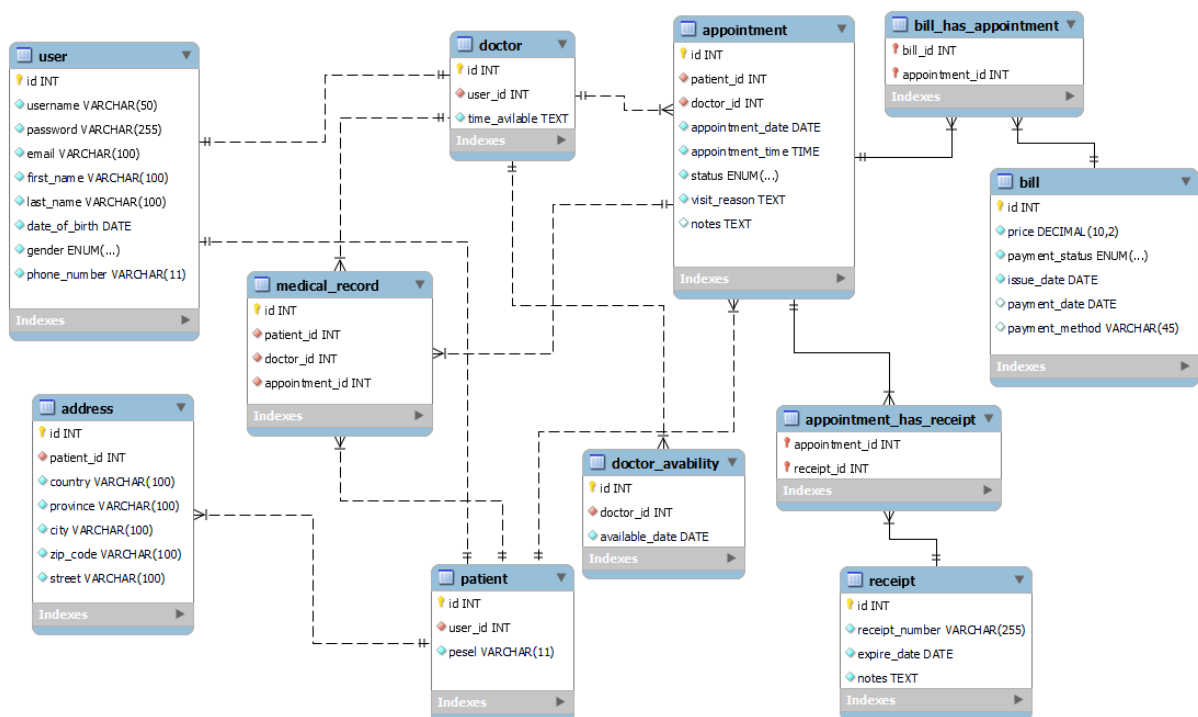 user
id INT
username VARCHAR(50)
password VARCHAR(255)
email VARCHAR(100)
first_name VARCHAR(100)
last_name VARCHAR(100)
date_of_birth DATE
gender ENUM(...)
phone_number VARCHAR(11)
Indexes
doctor
id INT
user_id INT
time_avilable TEXT
Indexes
appointment
id INT
patient_id INT
doctor_id INT
appointment_date DATE
appointment_time TIME
status ENUM(...)
visit_reason TEXT
notes TEXT
Indexes
bill_has_appointment
bill_id INT
appointment_id INT
Indexes
bill
id INT
price DECIMAL(10,2)
payment_status ENUM(...)
issue_date DATE
payment_date DATE
payment_method VARCHAR(45)
Indexes
medical_record
id INT
patient_id INT
doctor_id INT
appointment_id INT
Indexes
address
id INT
patient_id INT
country VARCHAR(100)
province VARCHAR(100)
city VARCHAR(100)
zip_code VARCHAR(100)
street VARCHAR(100)
Indexes
doctor_avability
id INT
doctor_id INT
available_date DATE
Indexes
appointment_has_receipt
appointment_id INT
receipt_id INT
Indexes
patient
id INT
user_id INT
pesel VARCHAR(11)
Indexes
receipt
id INT
receipt_number VARCHAR(255)
expire_date DATE
notes TEXT
Indexes